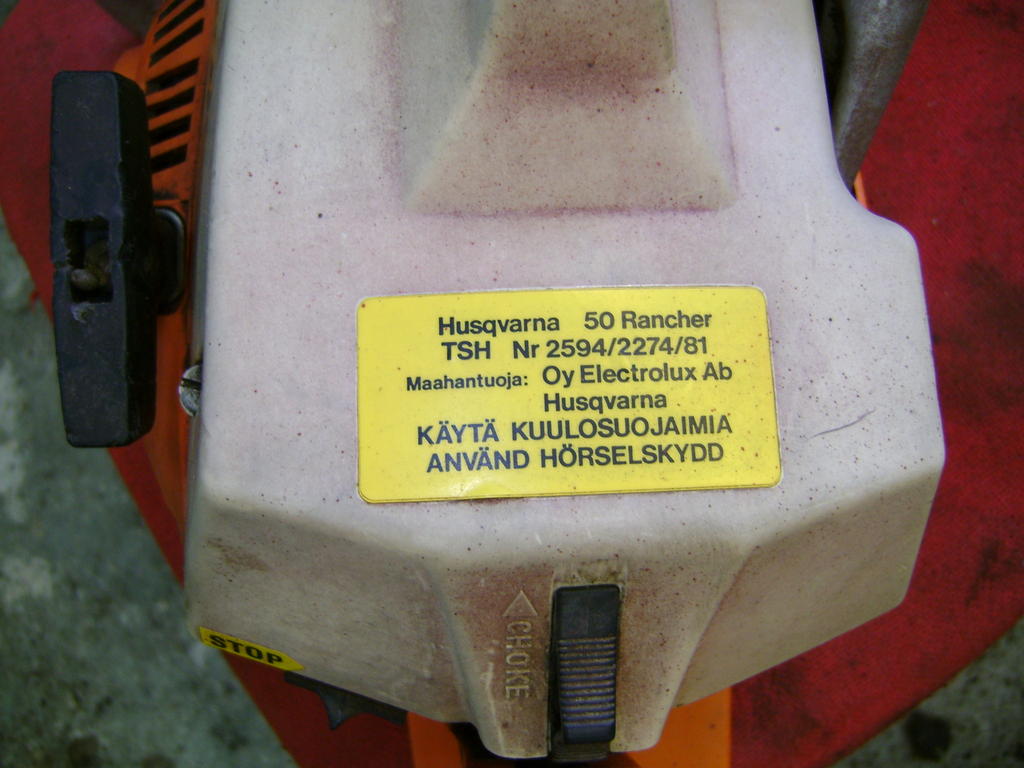 Husqvarna 50 Rancher
TSH Nr 2594/2274/81
Maahantuoja: Oy Electrolux Ab
Husqvarna
KÄYTÄ KUULOSUOJAIMIA
ANVÄND HÖRSELSKYDD
STOP
CHOKE